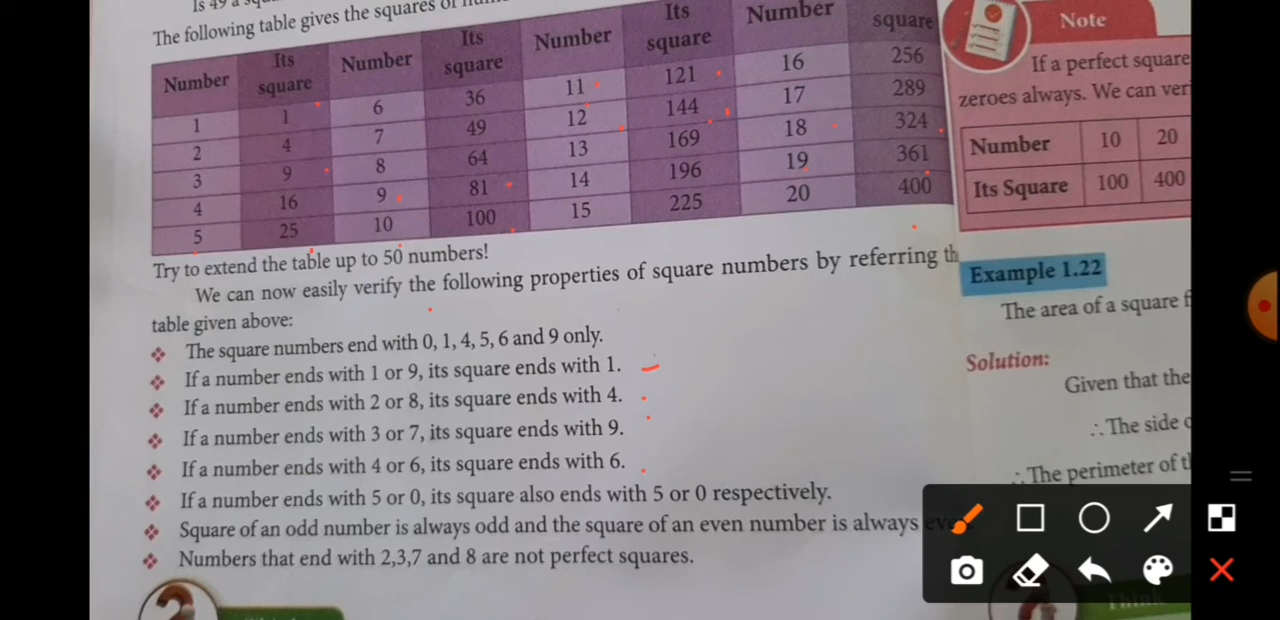 Is 49 a
The following table gives the squares of
Number Its square Number Its square Number Its square Number square
1 1 6 36 11 121 16 256
2 4 7 49 12 144 17 289
3 9 8 64 13 169 18 324
4 16 9 81 14 196 19 361
5 25 10 100 15 225 20 400
Try to extend the table up to 50 numbers!
We can now easily verify the following properties of square numbers by referring th
table given above:
The square numbers end with 0, 1, 4, 5, 6 and 9 only.
If a number ends with 1 or 9, its square ends with 1.
If a number ends with 2 or 8, its square ends with 4.
If a number ends with 3 or 7, its square ends with 9.
If a number ends with 4 or 6, its square ends with 6.
If a number ends with 5 or 0, its square also ends with 5 or 0 respectively.
Square of an odd number is always odd and the square of an even number is always
Numbers that end with 2,3,7 and 8 are not perfect squares.
Note
If a perfect square
zeroes always. We can ver
Number 10 20
Its Square 100 400
Example 1.22
The area of a square f
Solution:
Given that the
∴ The side o
∴ The perimeter of th
Think